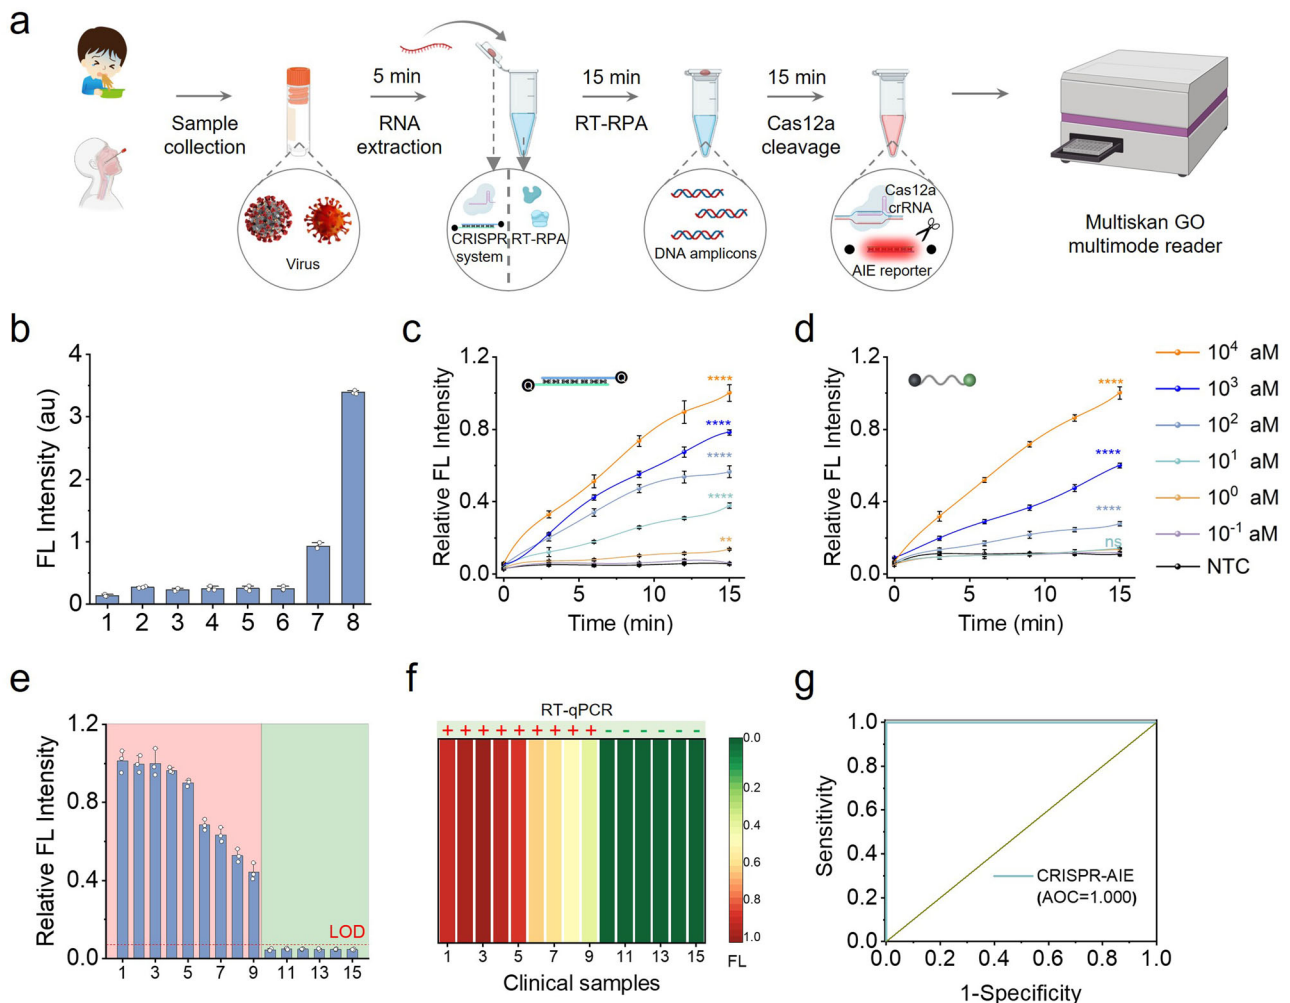 a
5 min
15 min
15 min
Sample
collection
RNA
extraction
RT-RPA
Cas12a
cleavage
Virus
CRISPR
system
RT-RPA
DNA amplicons
Cas12a
crRNA
AIE reporter
Multiskan GO
multimode reader
b
FL Intensity (au)
4
3
2
1
0
1 2 3 4 5 6 7 8
c
Relative FL Intensity
1.2
0.8
0.4
0.0
****
****
****
****
**
0 5 10 15
Time (min)
d
Relative FL Intensity
1.2
0.8
0.4
0.0
****
****
****
ns
0 5 10 15
Time (min)
10⁴ aM
10³ aM
10² aM
10¹ aM
10⁰ aM
10⁻¹ aM
NTC
e
Relative FL Intensity
1.2
0.8
0.4
0.0
LOD
1 3 5 7 9 11 13 15
f
RT-qPCR
+ + + + + + + + + - - - - - -
0.0
0.2
0.4
0.6
0.8
1.0
FL
1 3 5 7 9 11 13 15
Clinical samples
g
Sensitivity
1.0
0.8
0.6
0.4
0.2
0.0
CRISPR-AIE
(AOC=1.000)
0.0 0.2 0.4 0.6 0.8 1.0
1-Specificity